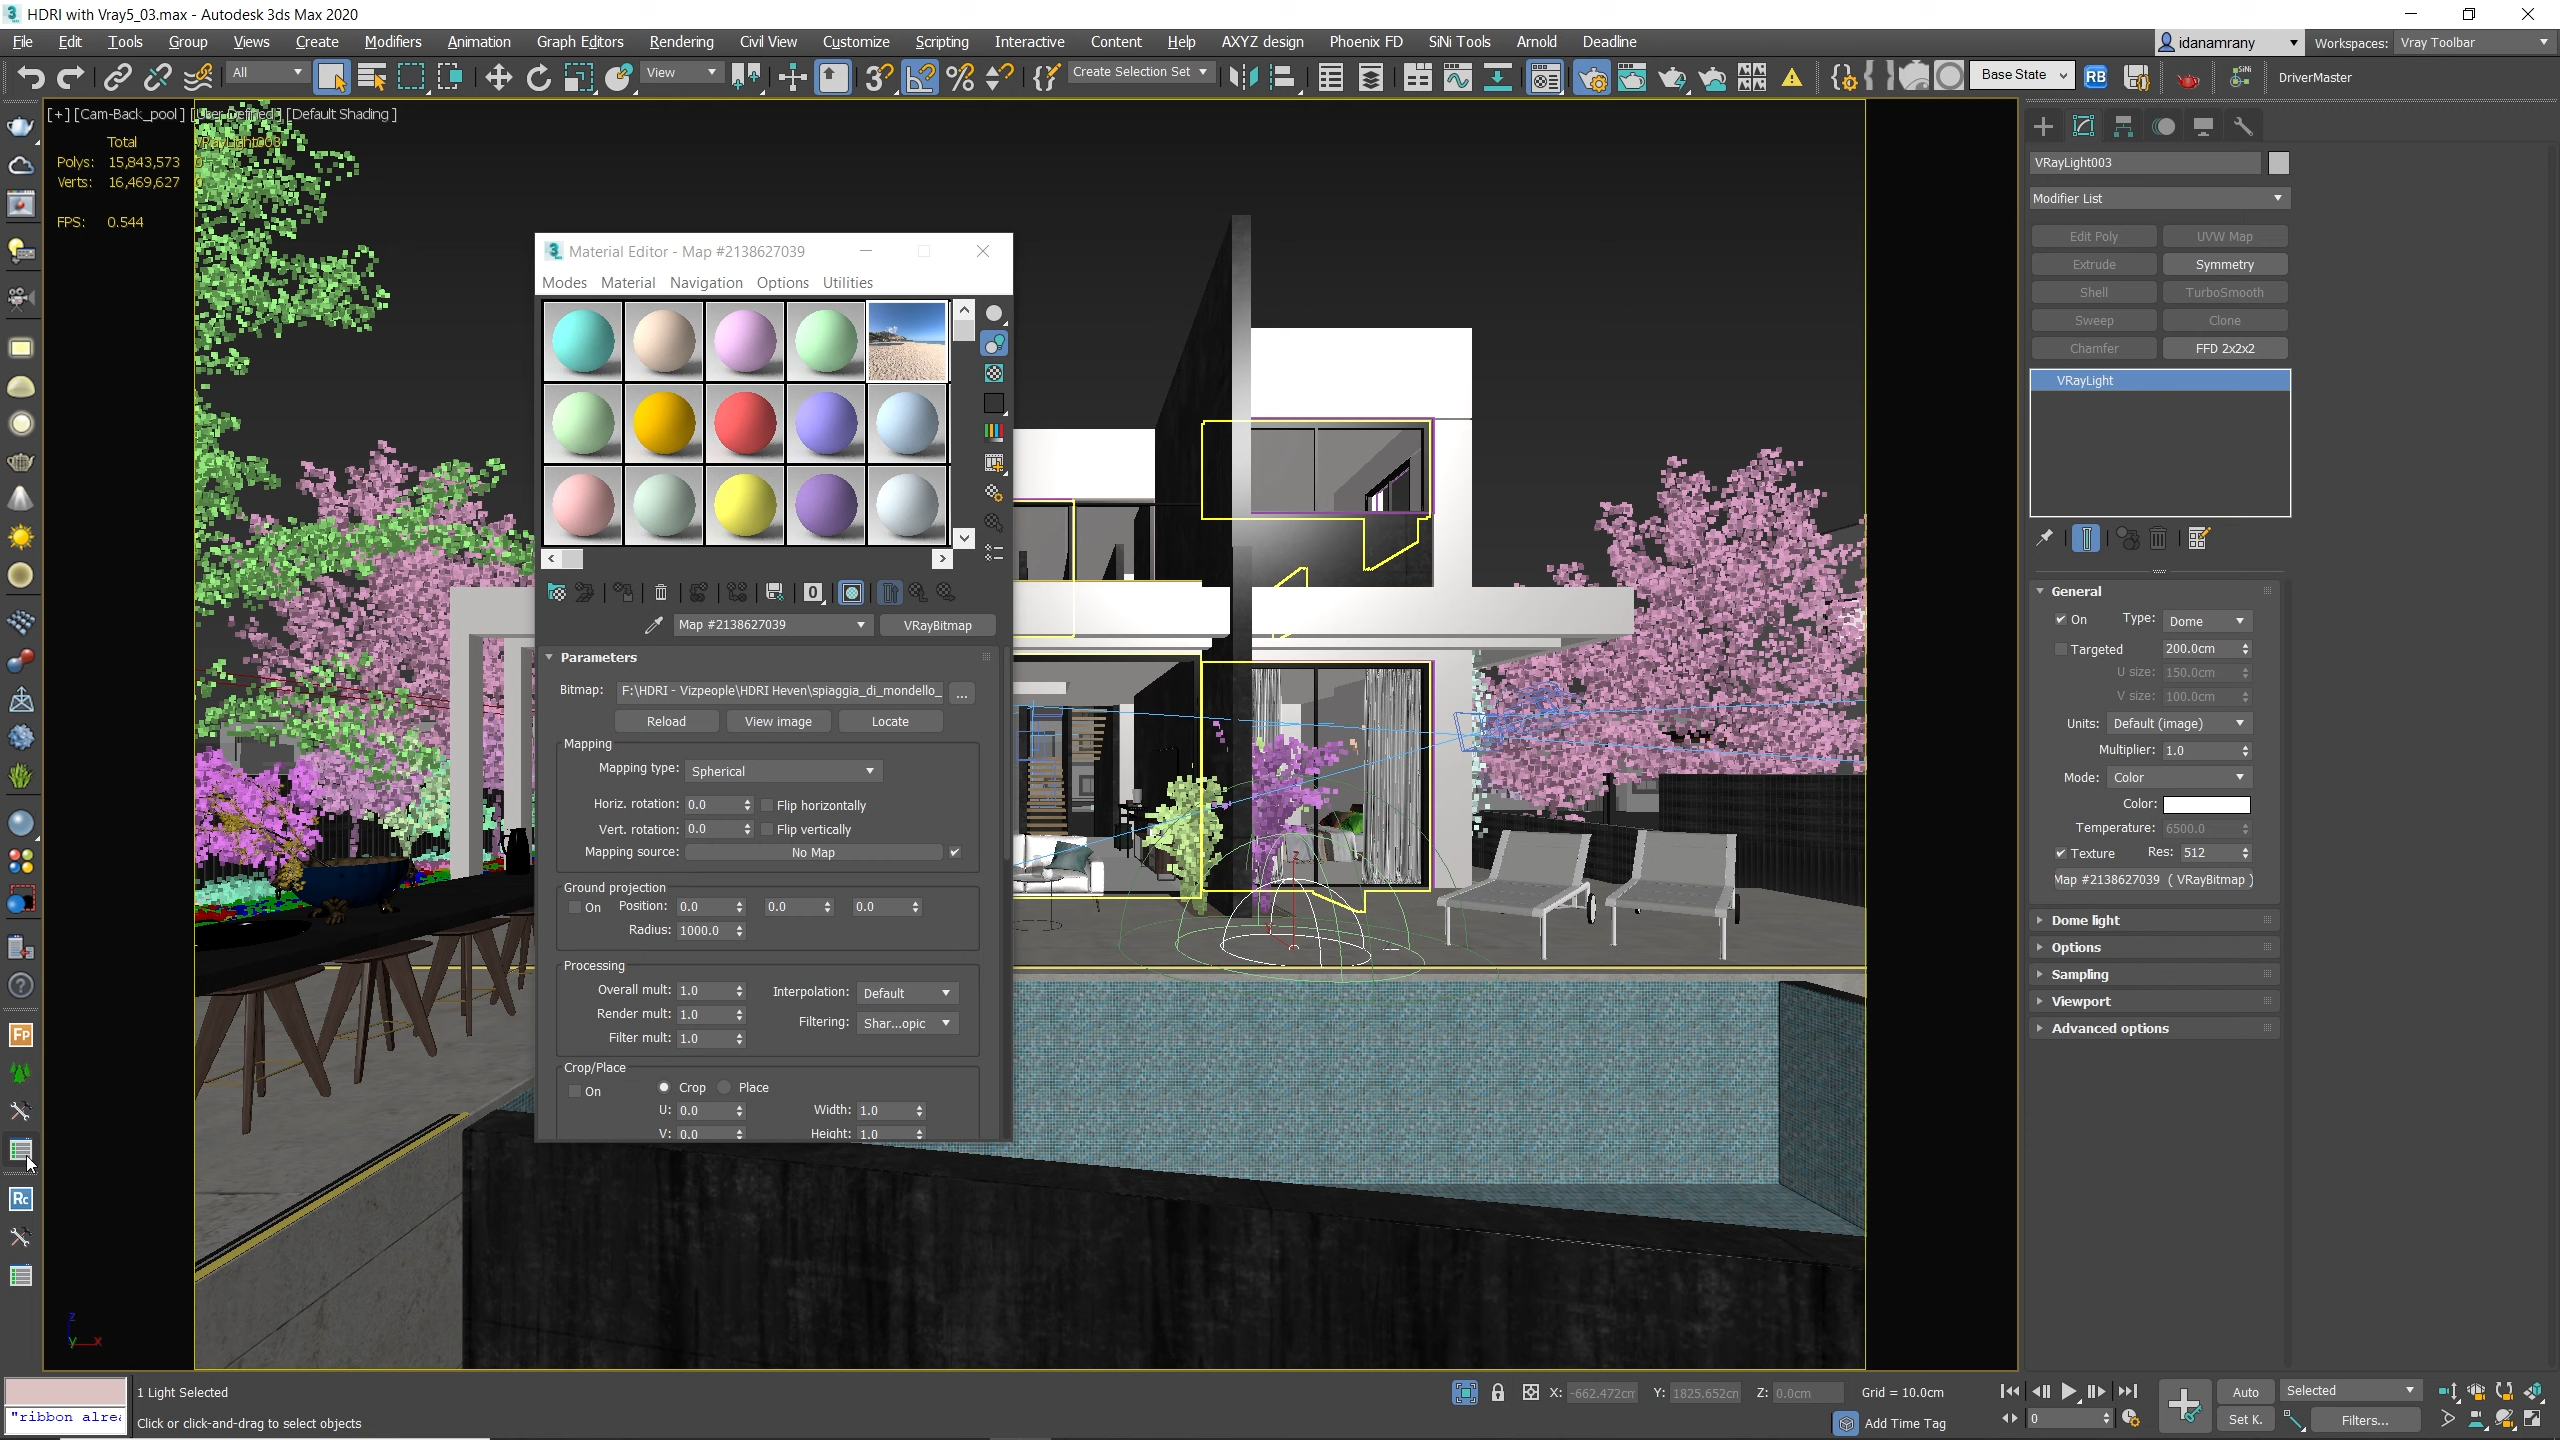 HDRI with Vray5_03.max - Autodesk 3ds Max 2020
File Edit Tools Group Views Create Modifiers Animation Graph Editors Rendering Civil View Customize Scripting Interactive Content Help AXYZ design Phoenix FD SiNi Tools Arnold Deadline
idanamrany Workspaces: Vray Toolbar
All View Create Selection Set Base State RB SiNi DriverMaster
[+] [Cam-Back_pool] [User Defined] [Default Shading]
Total VRayLight003
Polys: 15,843,573 0
Verts: 16,469,627 0
FPS: 0.544
Material Editor - Map #2138627039
Modes Material Navigation Options Utilities
Map #2138627039 VRayBitmap
Parameters
Bitmap: F:\HDRI - Vizpeople\HDRI Heven\spiaggia_di_mondello_ ...
Reload View image Locate
Mapping
Mapping type: Spherical
Horiz. rotation: 0.0 Flip horizontally
Vert. rotation: 0.0 Flip vertically
Mapping source: No Map
Ground projection
On Position: 0.0 0.0 0.0
Radius: 1000.0
Processing
Overall mult: 1.0 Interpolation: Default
Render mult: 1.0
Filtering: Shar...opic
Filter mult: 1.0
Crop/Place
On Crop Place
U: 0.0 Width: 1.0
V: 0.0 Height: 1.0
VRayLight003
Modifier List
Edit Poly UVW Map
Extrude Symmetry
Shell TurboSmooth
Sweep Clone
Chamfer FFD 2x2x2
VRayLight
General
On Type: Dome
Targeted 200.0cm
U size: 150.0cm
V size: 100.0cm
Units: Default (image)
Multiplier: 1.0
Mode: Color
Color:
Temperature: 6500.0
Texture Res: 512
Map #2138627039 ( VRayBitmap )
Dome light
Options
Sampling
Viewport
Advanced options
Fp
Rc
z
y x
"ribbon alrea
1 Light Selected
Click or click-and-drag to select objects
X: -662.472cm Y: 1825.652cm Z: 0.0cm Grid = 10.0cm
Add Time Tag
0
Auto Selected
Set K. Filters...